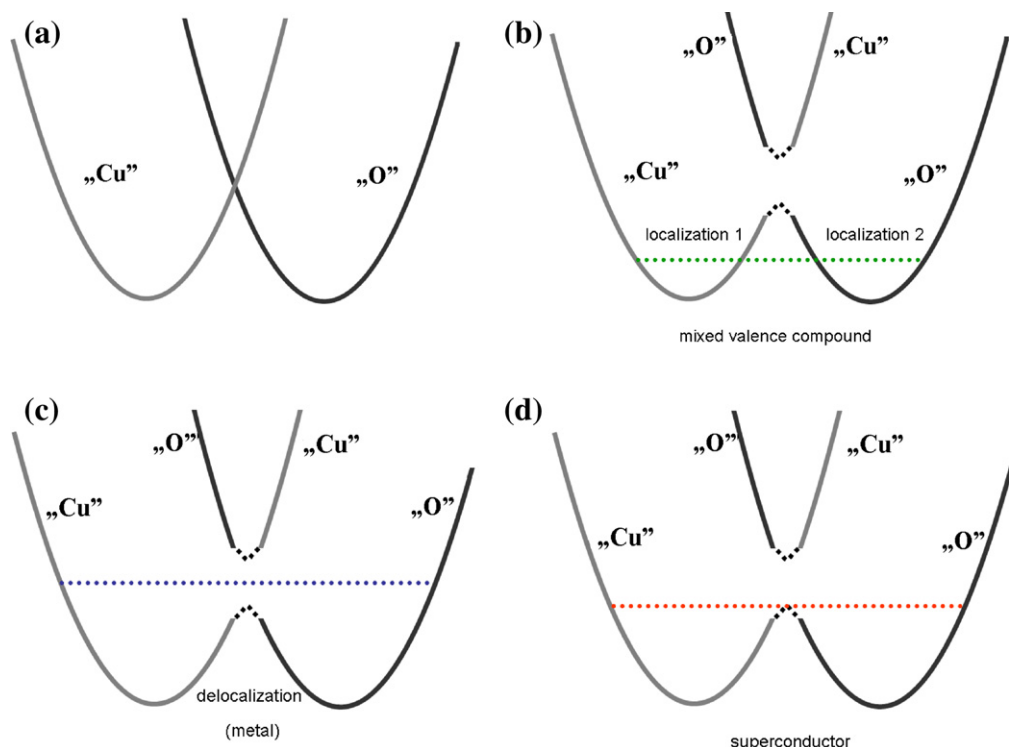 (a)
„Cu”
„O”
(b)
„O”
„Cu”
„Cu”
„O”
localization 1
localization 2
mixed valence compound
(c)
„O”
„Cu”
„Cu”
„O”
delocalization
(metal)
(d)
„O”
„Cu”
„Cu”
„O”
superconductor